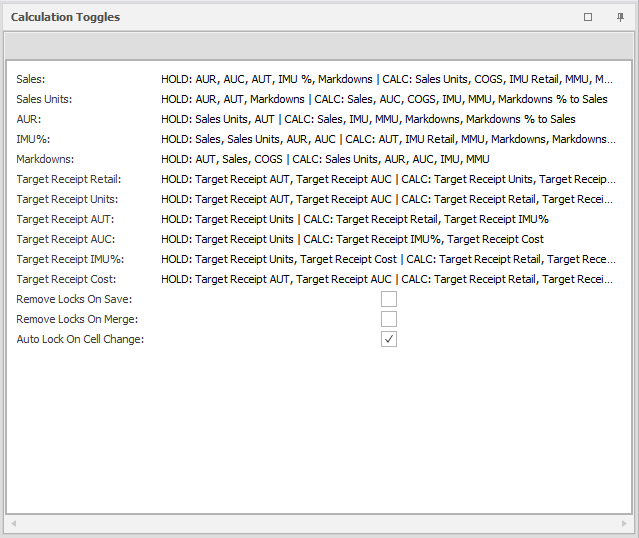 Calculation Toggles
Sales: HOLD: AUR, AUC, AUT, IMU %, Markdowns | CALC: Sales Units, COGS, IMU Retail, MMU, M...
Sales Units: HOLD: AUR, AUT, Markdowns | CALC: Sales, AUC, COGS, IMU, MMU, Markdowns % to Sales
AUR: HOLD: Sales Units, AUT | CALC: Sales, IMU, MMU, Markdowns, Markdowns % to Sales
IMU%: HOLD: Sales, Sales Units, AUR, AUC | CALC: AUT, IMU Retail, MMU, Markdowns, Markdowns...
Markdowns: HOLD: AUT, Sales, COGS | CALC: Sales Units, AUR, AUC, IMU, MMU
Target Receipt Retail: HOLD: Target Receipt AUT, Target Receipt AUC | CALC: Target Receipt Units, Target Receip...
Target Receipt Units: HOLD: Target Receipt AUT, Target Receipt AUC | CALC: Target Receipt Retail, Target Recei...
Target Receipt AUT: HOLD: Target Receipt Units | CALC: Target Receipt Retail, Target Receipt IMU%
Target Receipt AUC: HOLD: Target Receipt Units | CALC: Target Receipt IMU%, Target Receipt Cost
Target Receipt IMU%: HOLD: Target Receipt Units, Target Receipt Cost | CALC: Target Receipt Retail, Target Rece...
Target Receipt Cost: HOLD: Target Receipt AUT, Target Receipt AUC | CALC: Target Receipt Retail, Target Recei...
Remove Locks On Save:
Remove Locks On Merge:
Auto Lock On Cell Change: